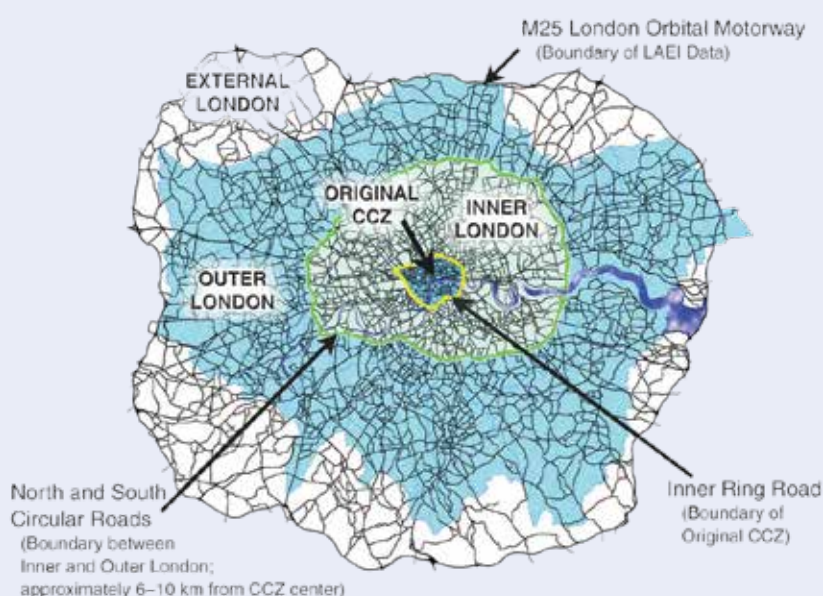 M25 London Orbital Motorway
(Boundary of LAEI Data)
EXTERNAL
LONDON
ORIGINAL
CCZ
INNER
LONDON
OUTER
LONDON
North and South
Circular Roads
(Boundary between
Inner and Outer London;
approximately 6–10 km from CCZ center)
Inner Ring Road
(Boundary of
Original CCZ)